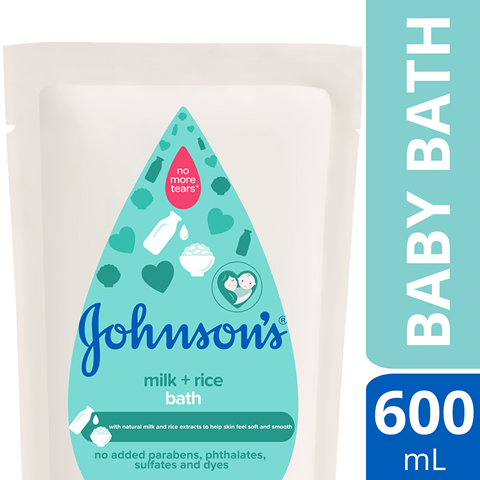 no
more
tears®
Johnson's®
milk + rice
bath
with natural milk and rice extracts to help skin feel soft and smooth
no added parabens, phthalates,
sulfates and dyes
BABY BATH
600
mL